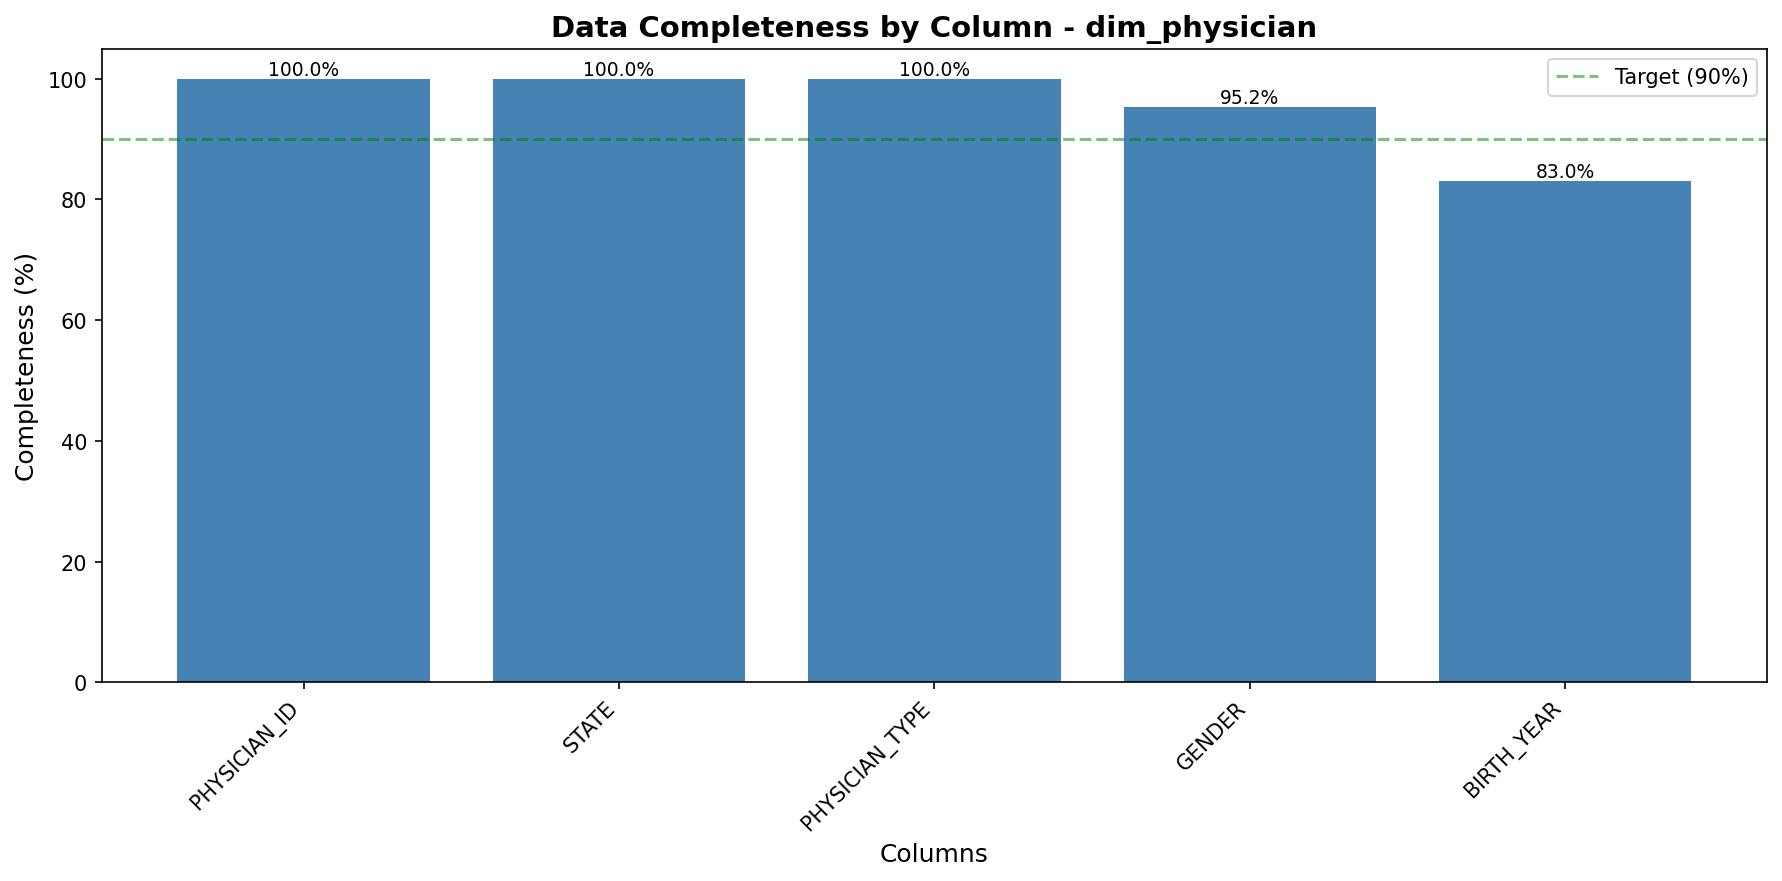 Data Completeness by Column - dim_physician
Target (90%)
100.0%
100.0%
100.0%
95.2%
83.0%
Completeness (%)
100
80
60
40
20
0
PHYSICIAN_ID
STATE
PHYSICIAN_TYPE
GENDER
BIRTH_YEAR
Columns